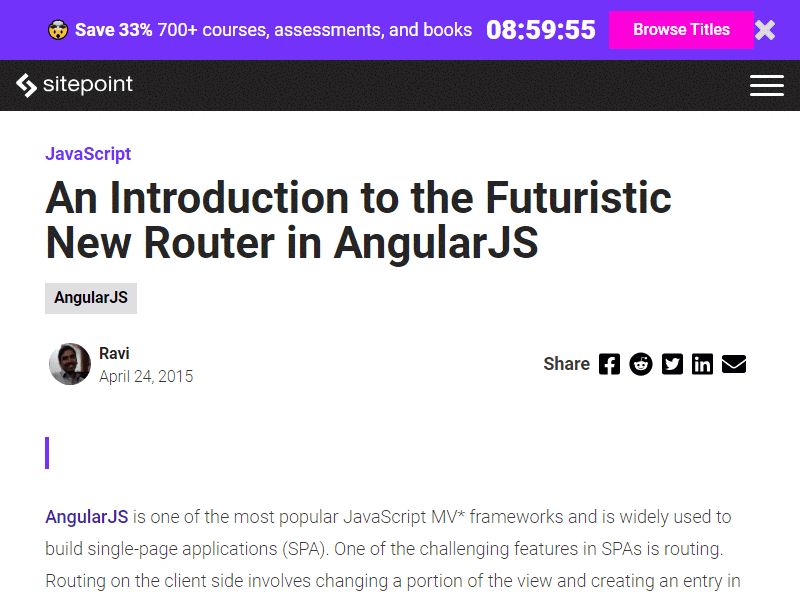 Save 33% 700+ courses, assessments, and books 08:59:55 Browse Titles
sitepoint
JavaScript
An Introduction to the Futuristic
New Router in AngularJS
AngularJS
Ravi
April 24, 2015
Share
AngularJS is one of the most popular JavaScript MV* frameworks and is widely used to
build single-page applications (SPA). One of the challenging features in SPAs is routing.
Routing on the client side involves changing a portion of the view and creating an entry in